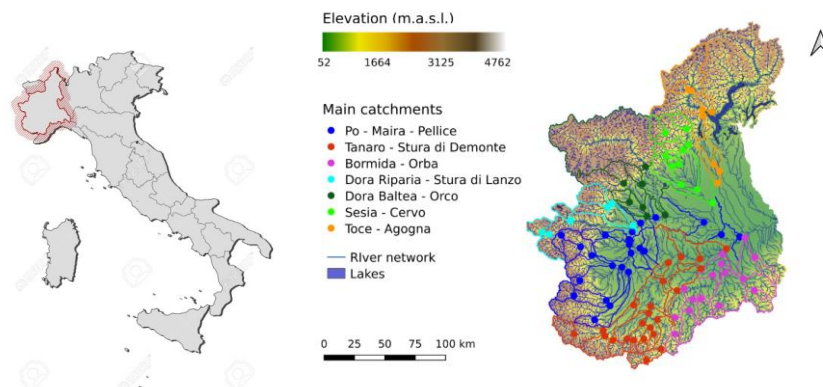 Elevation (m.a.s.l.)
52 1664 3125 4762
Main catchments
Po - Maira - Pellice
Tanaro - Stura di Demonte
Bormida - Orba
Dora Riparia - Stura di Lanzo
Dora Baltea - Orco
Sesia - Cervo
Toce - Agogna
RIver network
Lakes
0 25 50 75 100 km